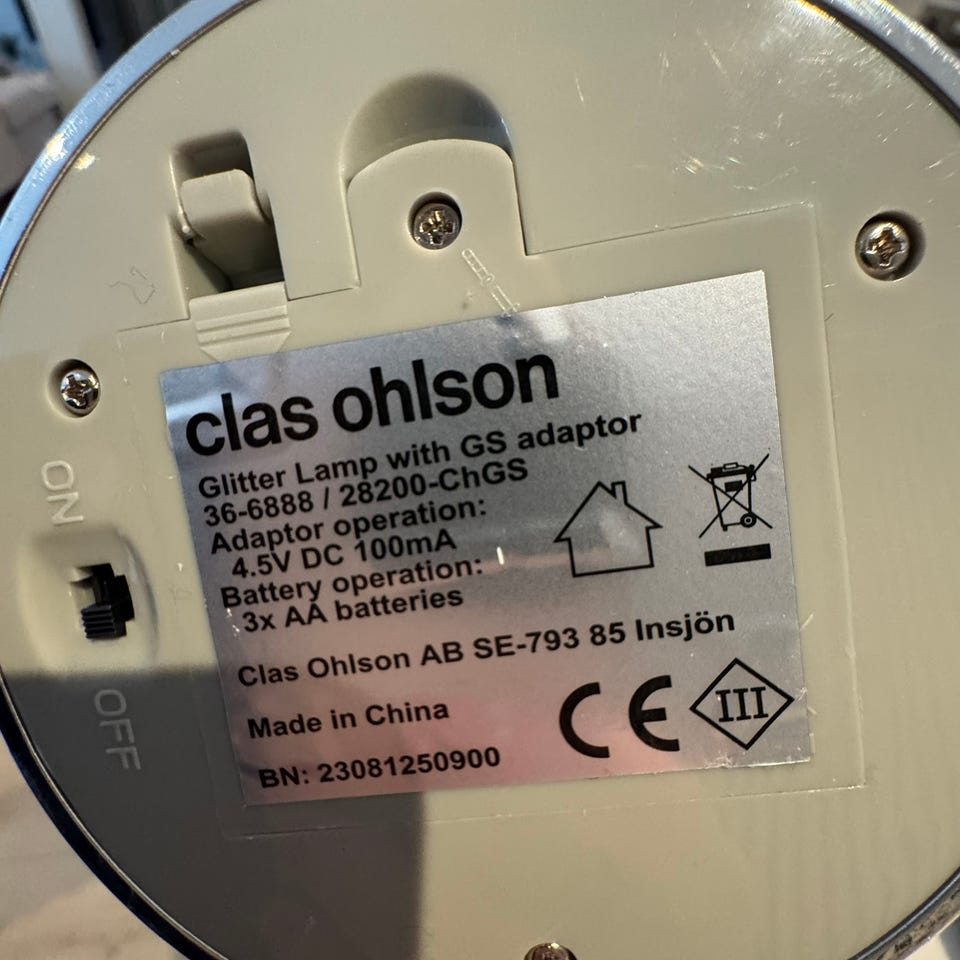 clas ohlson
Glitter Lamp with GS adaptor
36-6888 / 28200-ChGS
Adaptor operation:
4.5V DC 100mA
Battery operation:
3x AA batteries
Clas Ohlson AB SE-793 85 Insjön
Made in China
BN: 23081250900
CE
III
ON
OFF